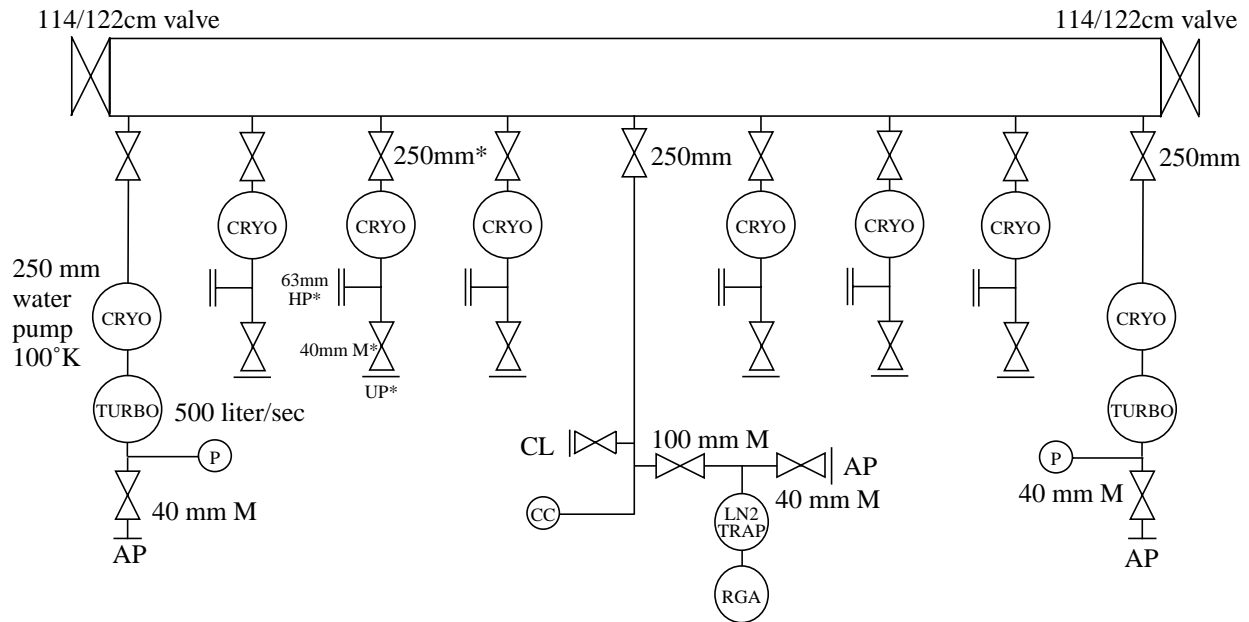 114/122cm valve
114/122cm valve
250mm*
250mm
250mm
CRYO
CRYO
CRYO
CRYO
CRYO
CRYO
250 mm
water
pump
100°K
63mm
HP*
CRYO
CRYO
40mm M*
UP*
TURBO
500 liter/sec
TURBO
P
CL
100 mm M
AP
P
40 mm M
40 mm M
40 mm M
CC
LN2
TRAP
AP
AP
RGA